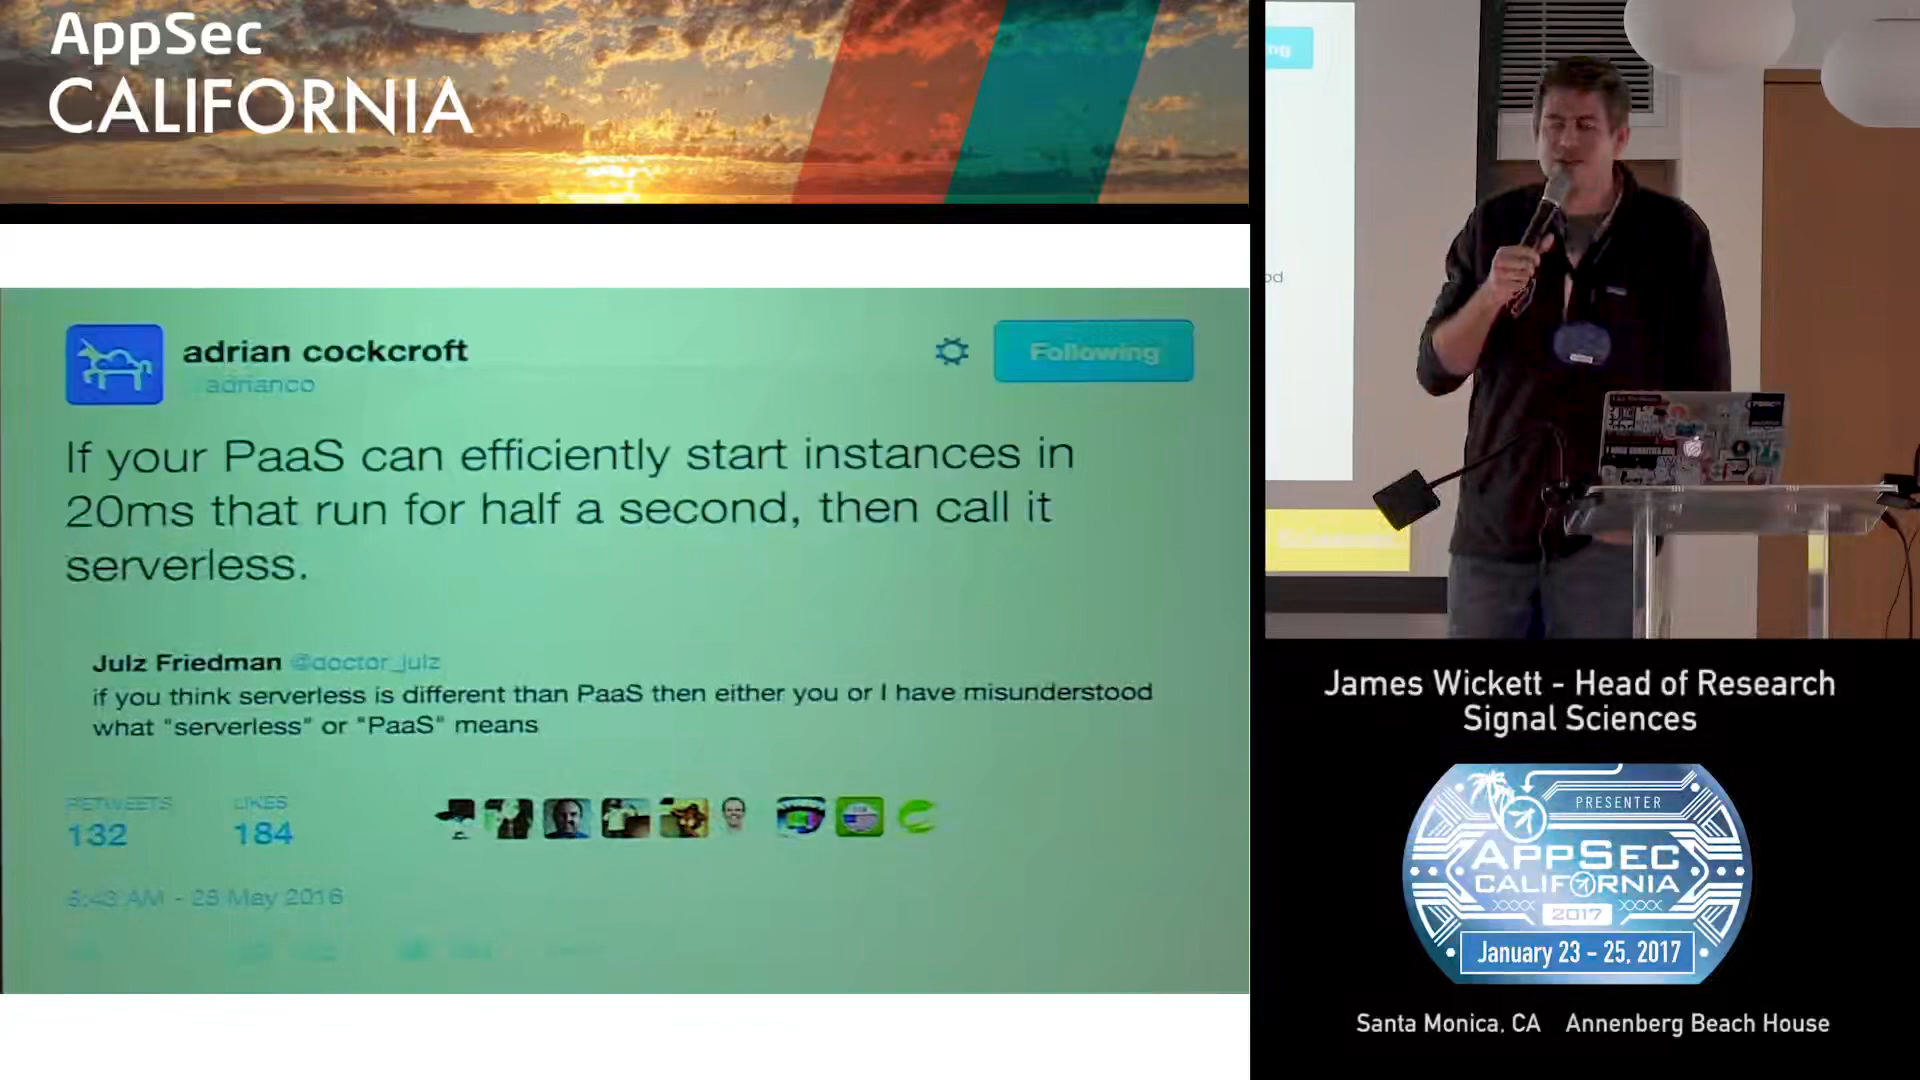 AppSec
CALIFORNIA
adrian cockcroft
adrianco
Following
If your PaaS can efficiently start instances in
20ms that run for half a second, then call it
serverless.
Julz Friedman @doctor_julz
if you think serverless is different than PaaS then either you or I have misunderstood
what "serverless" or "PaaS" means
RETWEETS
LIKES
132
184
AM - 28 May 2016
ng
od
James Wickett - Head of Research
Signal Sciences
PRESENTER
APPSEC
CALIFORNIA
2017
January 23 - 25, 2017
Santa Monica, CA Annenberg Beach House